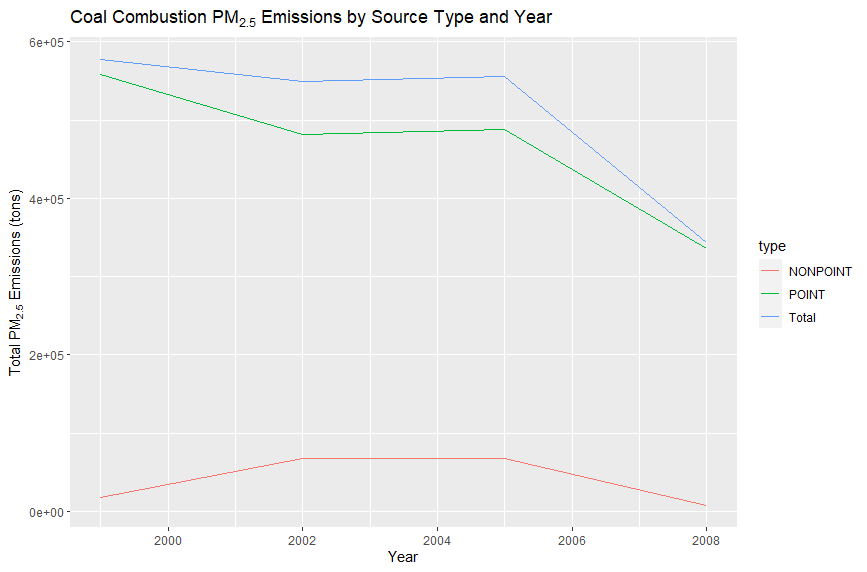 Coal Combustion PM2.5 Emissions by Source Type and Year
Total PM2.5 Emissions (tons)
6e+05
4e+05
2e+05
0e+00
2000 2002 2004 2006 2008
Year
type
NONPOINT
POINT
Total